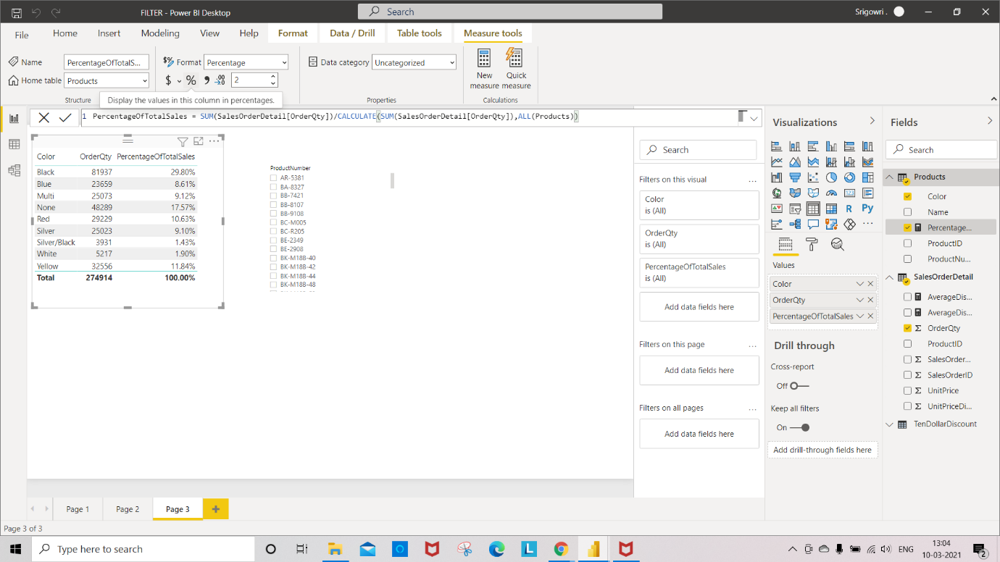 FILTER - Power BI Desktop
Search
Srigowri .
File
Home
Insert
Modeling
View
Help
Format
Data / Drill
Table tools
Measure tools
Name
PercentageOfTotalS...
Home table
Products
Structure
Format
Percentage
$ % 9 .00
2
Display the values in this column in percentages.
Data category
Uncategorized
Properties
New measure
Quick measure
Calculations
1 PercentageOfTotalSales = SUM(SalesOrderDetail[OrderQty])/CALCULATE(SUM(SalesOrderDetail[OrderQty]),ALL(Products))
Color OrderQty PercentageOfTotalSales
Black 81937 29.80%
Blue 23659 8.61%
Multi 25073 9.12%
None 48289 17.57%
Red 29229 10.63%
Silver 25023 9.10%
Silver/Black 3931 1.43%
White 5217 1.90%
Yellow 32556 11.84%
Total 274914 100.00%
ProductNumber
AR-5381
BA-8327
BB-7421
BB-8107
BB-9108
BC-M005
BC-R205
BE-2349
BE-2908
BK-M18B-40
BK-M18B-42
BK-M18B-44
BK-M18B-48
Search
Filters on this visual
...
Color
is (All)
OrderQty
is (All)
PercentageOfTotalSales
is (All)
Add data fields here
Filters on this page
...
Add data fields here
Filters on all pages
...
Add data fields here
Visualizations
R Py
...
Values
Color
OrderQty
PercentageOfTotalSales
Drill through
Cross-report
Off
Keep all filters
On
Add drill-through fields here
Fields
Search
Products
Color
Name
Percentage...
ProductID
ProductNu...
SalesOrderDetail
AverageDis...
AverageDis...
OrderQty
ProductID
SalesOrder...
SalesOrderID
UnitPrice
UnitPriceDi...
TenDollarDiscount
Page 1
Page 2
Page 3
+
Page 3 of 3
Type here to search
L
ENG
13:04
10-03-2021
2